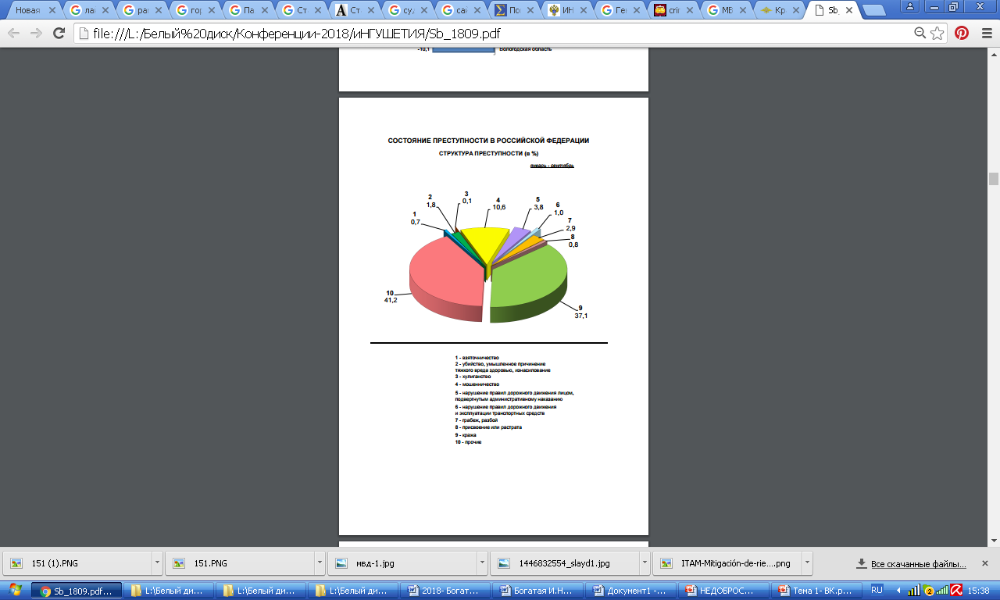 Новая
ла
ра
го
Па
Ст
Ст
су
са
По
ИН
Ге
crir
МВ
Кр
Sb_
file:///L:/Белый%20диск/Конференции-2018/иНГУШЕТИЯ/Sb_1809.pdf
-10,1 Вологодская область
СОСТОЯНИЕ ПРЕСТУПНОСТИ В РОССИЙСКОЙ ФЕДЕРАЦИИ
СТРУКТУРА ПРЕСТУПНОСТИ (в %)
январь - сентябрь
1
0,7
2
1,8
3
0,1
4
10,6
5
3,8
6
1,0
7
2,9
8
0,8
10
41,2
9
37,1
1 - взяточничество
2 - убийство, умышленное причинение
тяжкого вреда здоровью, изнасилование
3 - хулиганство
4 - мошенничество
5 - нарушение правил дорожного движения лицом,
подвергнутым административному наказанию
6 - нарушение правил дорожного движения
и эксплуатации транспортных средств
7 - грабеж, разбой
8 - присвоение или растрата
9 - кража
10 - прочие
151 (1).PNG
151.PNG
мвд-1.jpg
1446832554_slayd1.jpg
ITAM-Mitigasión-de-rie....png
Все скачанные файлы...
Sb_1809.pdf...
L:\Белый ди...
L:\Белый ди...
L:\Белый ди...
2018- Богат...
Богатая И.Н...
Документ1 -...
НЕДОБРОС...
Тема 1- ВК.p...
RU
2
15:38